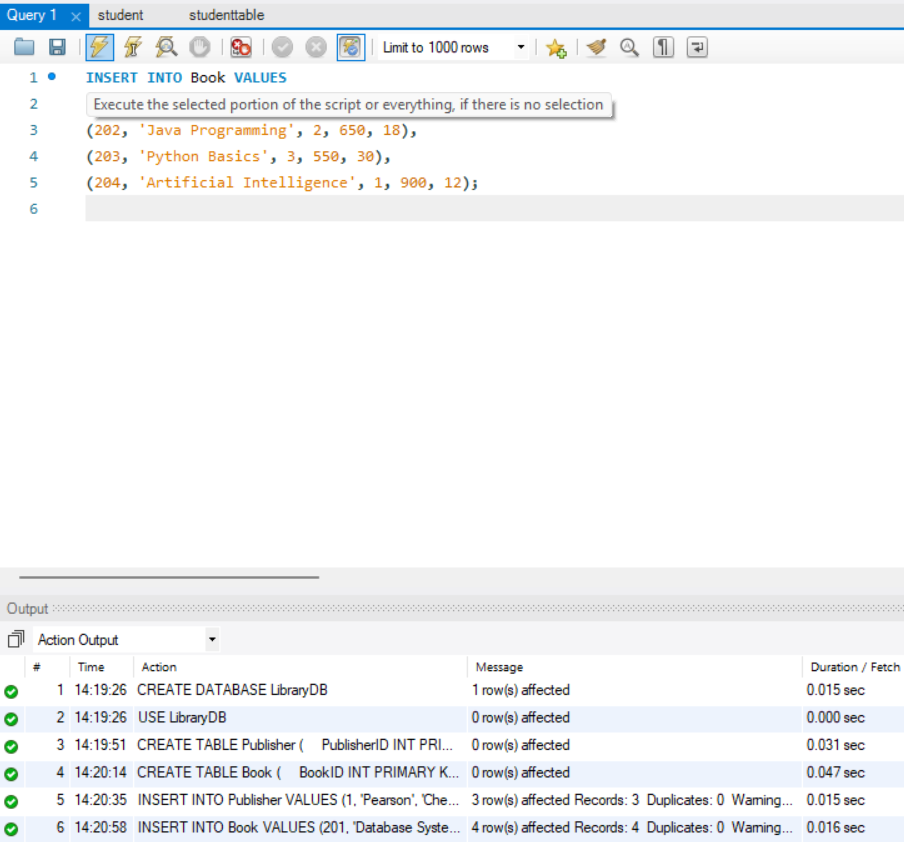 Query 1 student studenttable
Limit to 1000 rows
1 INSERT INTO Book VALUES
2
Execute the selected portion of the script or everything, if there is no selection
3 (202, 'Java Programming', 2, 650, 18),
4 (203, 'Python Basics', 3, 550, 30),
5 (204, 'Artificial Intelligence', 1, 900, 12);
6
Output
Action Output
# Time Action Message Duration / Fetch
1 14:19:26 CREATE DATABASE LibraryDB 1 row(s) affected 0.015 sec
2 14:19:26 USE LibraryDB 0 row(s) affected 0.000 sec
3 14:19:51 CREATE TABLE Publisher ( PublisherID INT PRI... 0 row(s) affected 0.031 sec
4 14:20:14 CREATE TABLE Book ( BookID INT PRIMARY K... 0 row(s) affected 0.047 sec
5 14:20:35 INSERT INTO Publisher VALUES (1, 'Pearson', 'Che... 3 row(s) affected Records: 3 Duplicates: 0 Warning... 0.015 sec
6 14:20:58 INSERT INTO Book VALUES (201, 'Database Syste... 4 row(s) affected Records: 4 Duplicates: 0 Warning... 0.016 sec